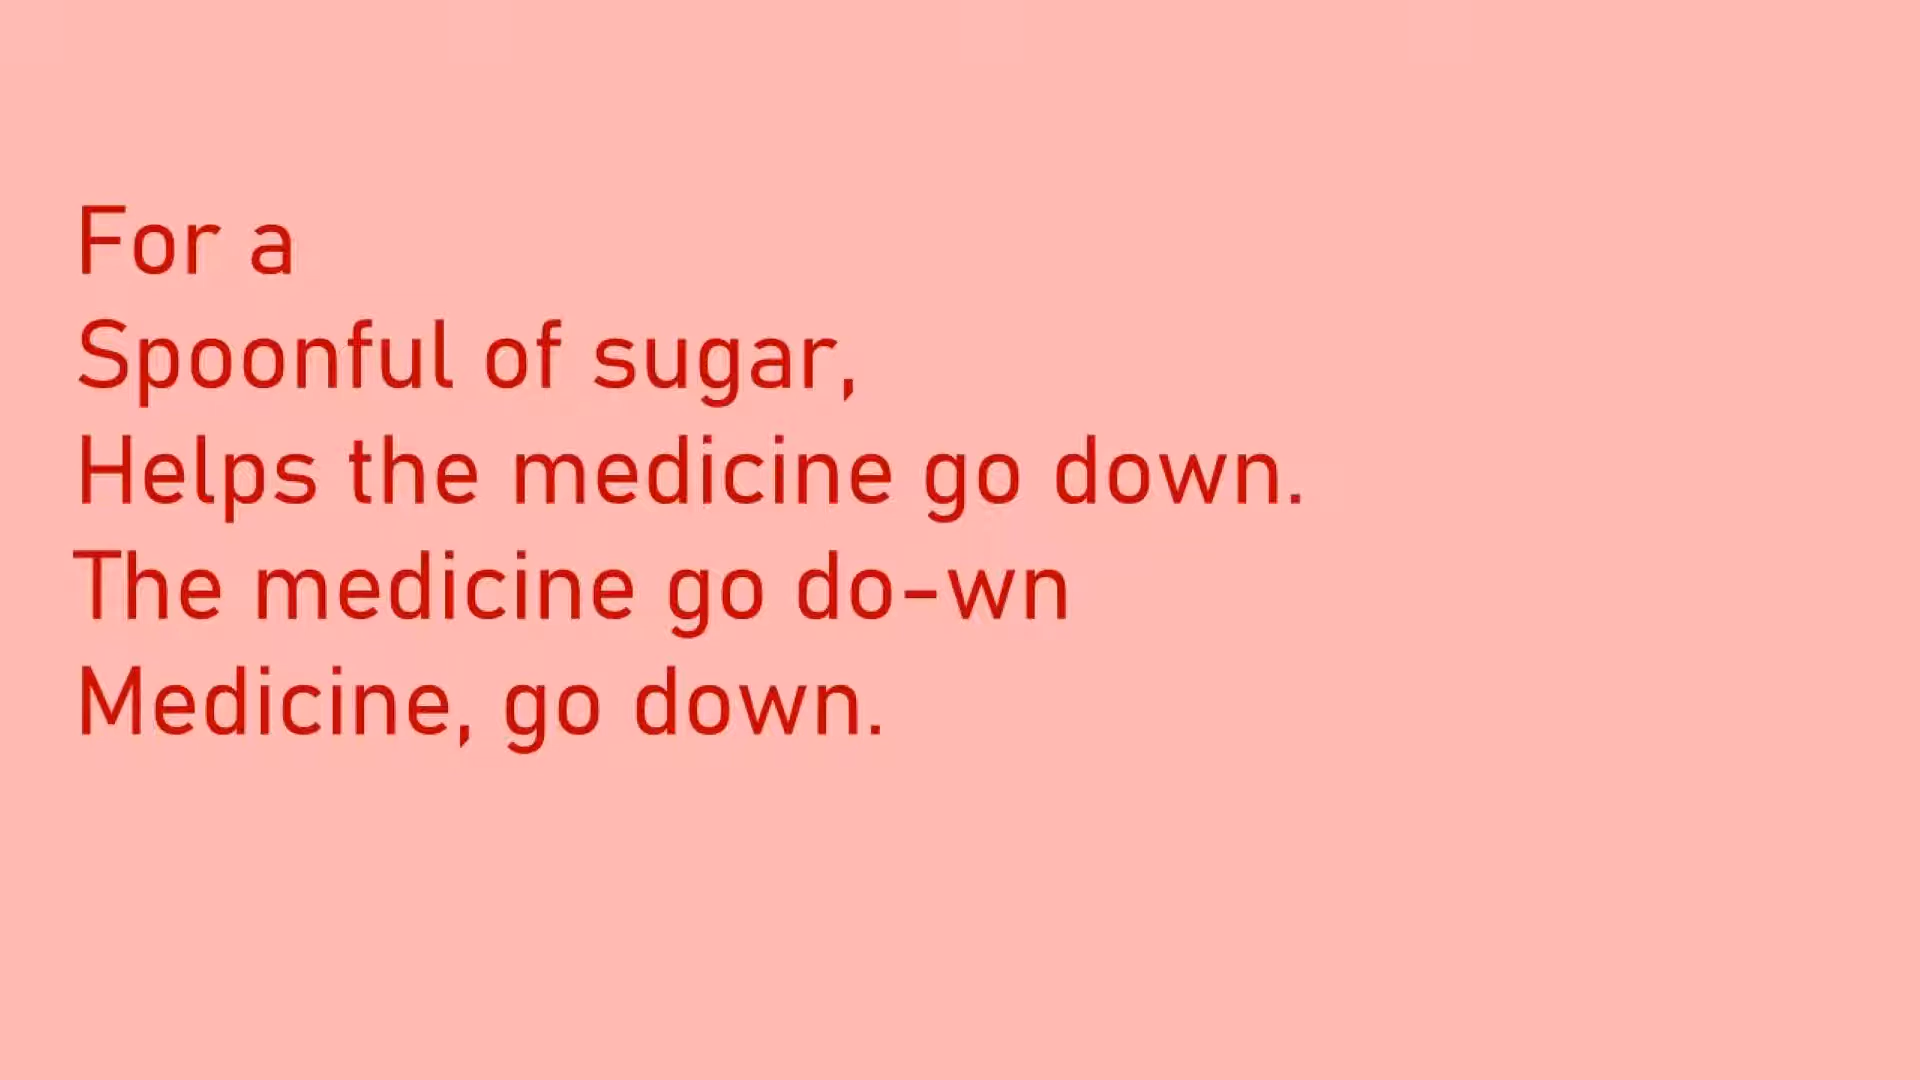 For a
Spoonful of sugar,
Helps the medicine go down.
The medicine go do-wn
Medicine, go down.